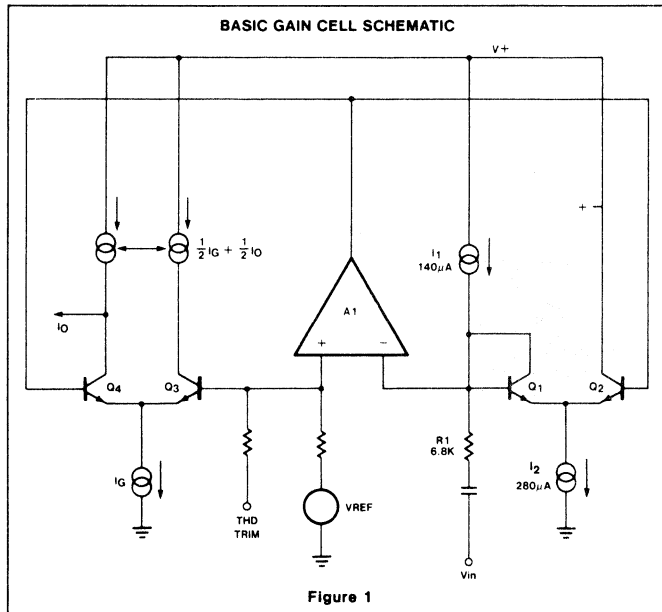 BASIC GAIN CELL SCHEMATIC
V+
+
1/2 IG + 1/2 IO
I1
140μA
A1
IO
+ −
Q4 Q3 Q1 Q2
R1
6.8K
IG
I2
280μA
THD
TRIM
VREF
Vin
Figure 1